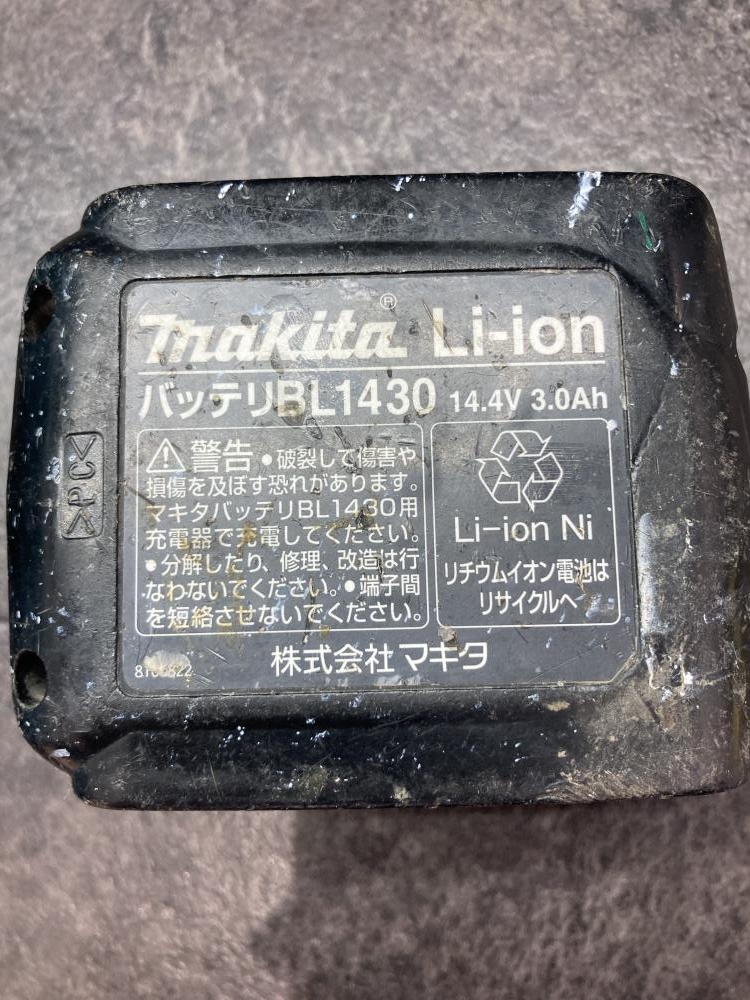 makita® Li-ion
バッテリBL1430 14.4V 3.0Ah
⚠警告 •破裂して傷害や
損傷を及ぼす恐れがあります。
マキタバッテリBL1430用
充電器で充電してください。
•分解したり、修理、改造は行
なわないでください。•端子間
を短絡させないでください。
Li-ion Ni
リチウムイオン電池は
リサイクルへ
株式会社マキタ
>PC<